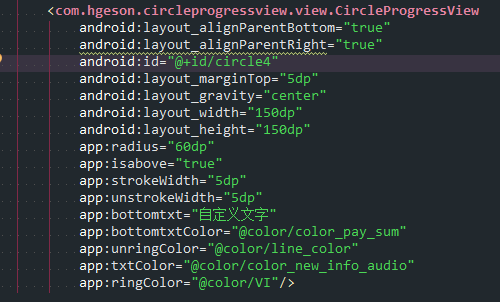 <com.hgeson.circleprogressview.view.CircleProgressView
android:layout_alignParentBottom="true"
android:layout_alignParentRight="true"
android:id="@+id/circle4"
android:layout_marginTop="5dp"
android:layout_gravity="center"
android:layout_width="150dp"
android:layout_height="150dp"
app:radius="60dp"
app:isabove="true"
app:strokeWidth="5dp"
app:unstrokeWidth="5dp"
app:bottomtxt="自定义文字"
app:bottomtxtColor="@color/color_pay_sum"
app:unringColor="@color/line_color"
app:txtColor="@color/color_new_info_audio"
app:ringColor="@color/VI"/>